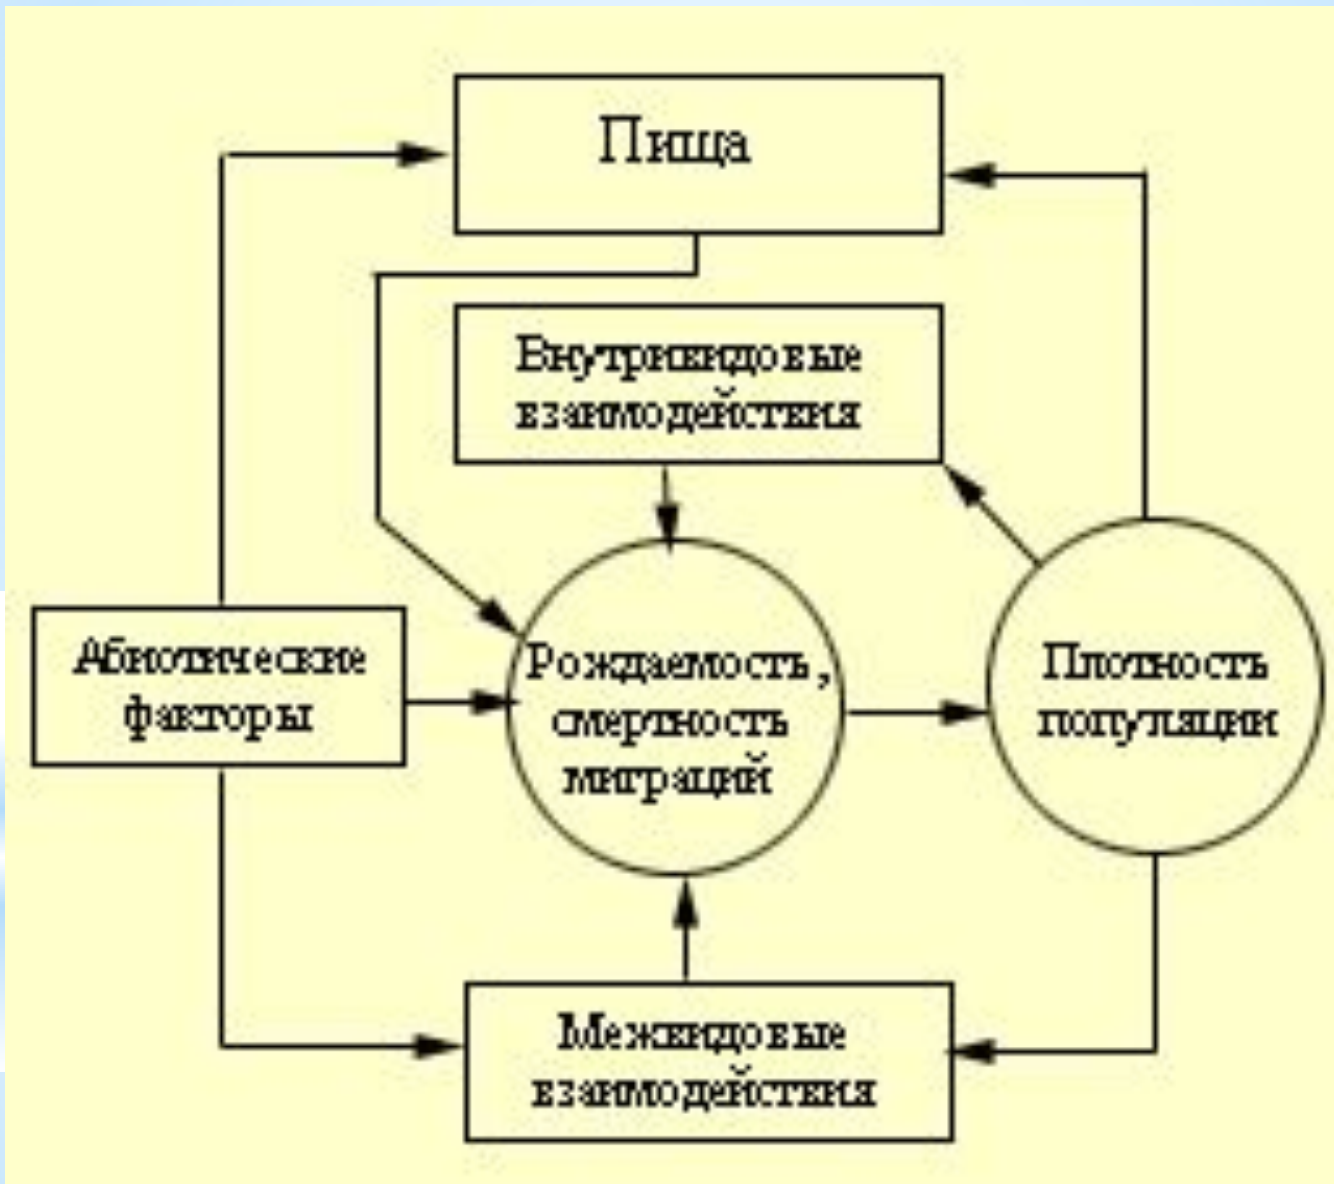 Пища
Внутривидовые
взаимодействия
Абиотические
факторы
Рождаемость,
смертность
миграций
Плотность
популяции
Межвидовые
взаимодействия